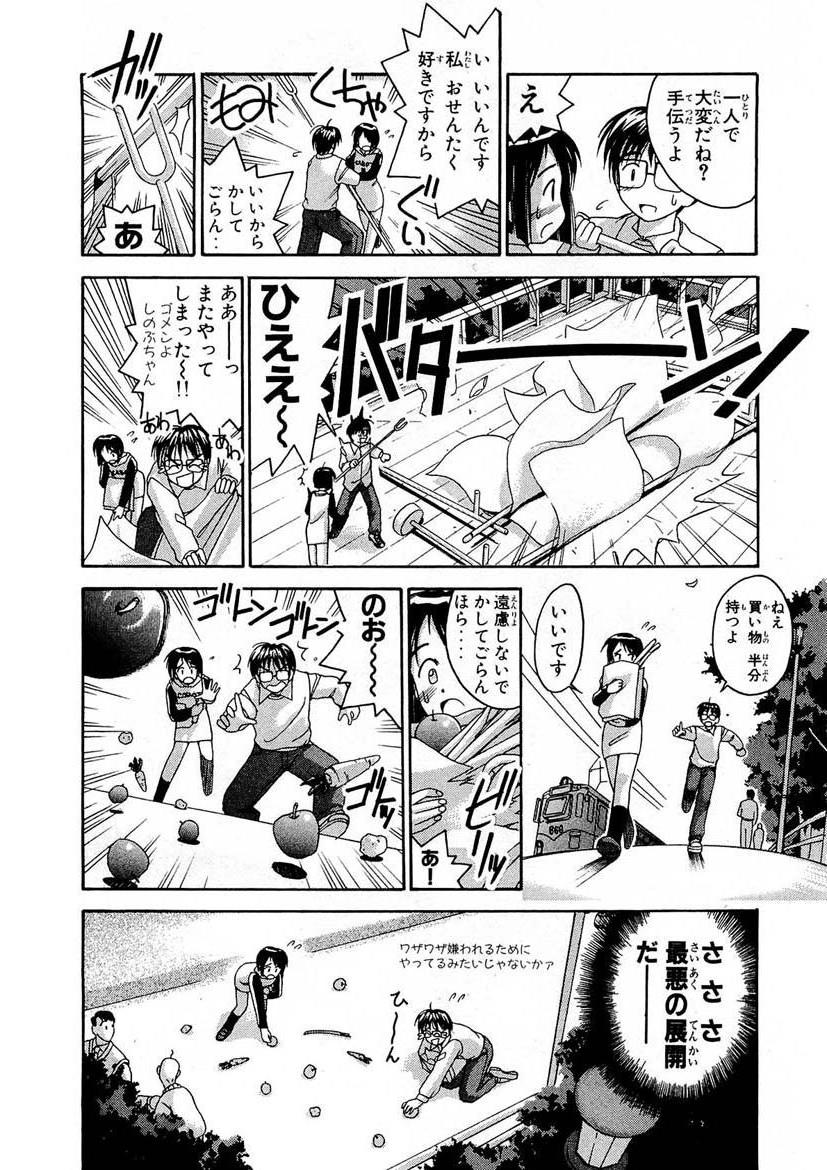 一人で
大変だね？
手伝うよ
え
い いいんです
私 おせんたく
好きですから
くちゃ
もみ
ぐい
いいから
かして
ごらん‥
ガッ
あ
バターーン!!
ひええ〜
ああーーっ
またやって
しまった〜!!
ゴメンよ
しのぶちゃん
あわ
あわ
ねえ
買い物 半分
持つよ
いいです
669
遠慮しないで
かしてごらん
ほら‥‥
ビリッ
あ！
のお〜
ゴトンゴトン
ゴトッ
さ さ さ
最悪の展開
だーー
ワザワザ嫌われるために
やってるみたいじゃないかァ
ひ〜ん